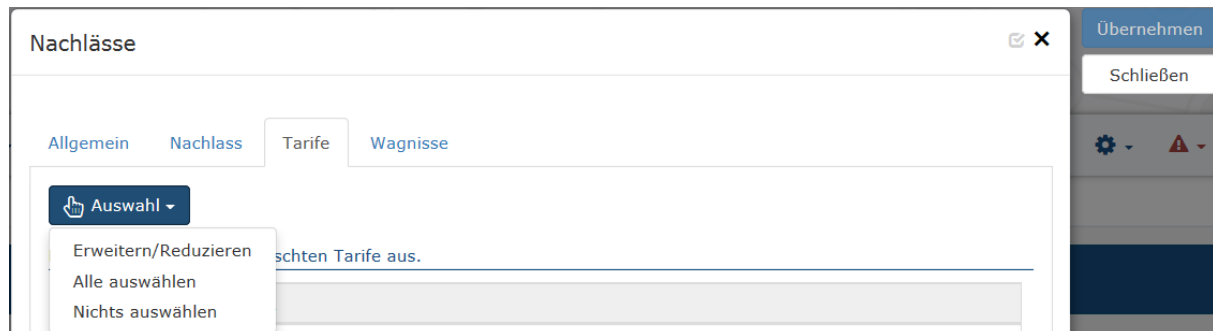 Nachlässe
Übernehmen
Schließen
Allgemein Nachlass Tarife Wagnisse
Auswahl
Erweitern/Reduzieren
schten Tarife aus.
Alle auswählen
Nichts auswählen